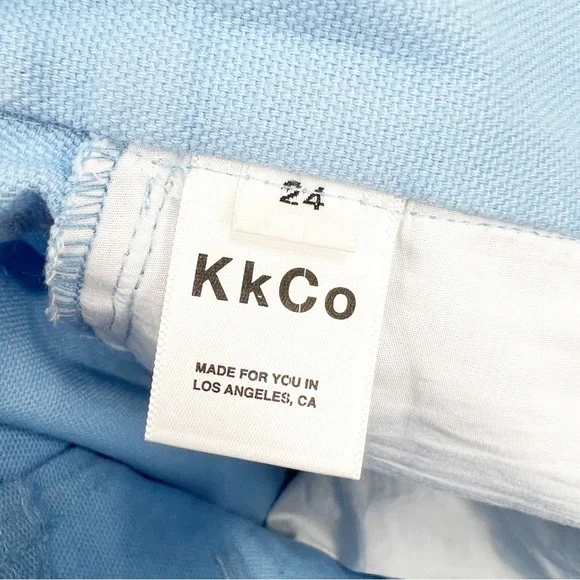 24
KkCo
MADE FOR YOU IN
LOS ANGELES, CA